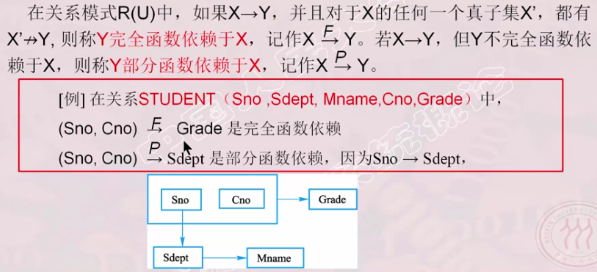 在关系模式R(U)中，如果X→Y，并且对于X的任何一个真子集X’，都有
X’↛Y, 则称Y完全函数依赖于X，记作X F→ Y。若X→Y，但Y不完全函数依
赖于X，则称Y部分函数依赖于X，记作X P→ Y。
[例] 在关系STUDENT（Sno ,Sdept, Mname,Cno,Grade）中，
(Sno, Cno) F→ Grade 是完全函数依赖
(Sno, Cno) P→ Sdept 是部分函数依赖，因为Sno → Sdept，
Sno Cno Grade
Sdept Mname